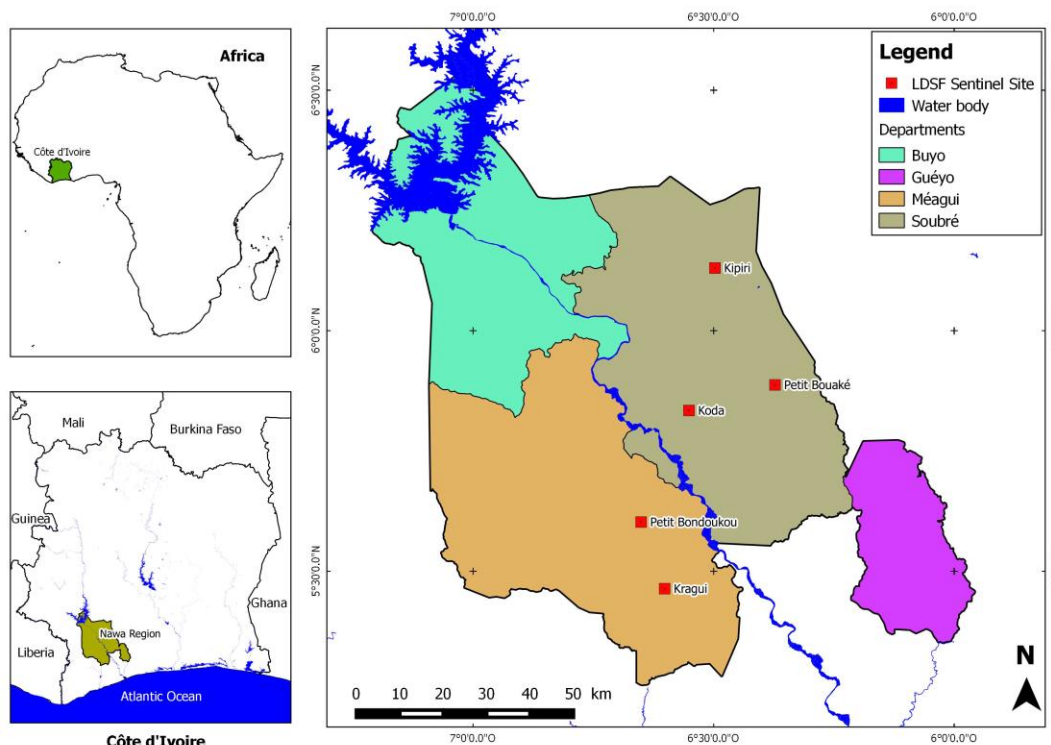 Africa
Côte d'Ivoire
Mali
Burkina Faso
Guinea
Ghana
Nawa Region
Liberia
Atlantic Ocean
Côte d'Ivoire
7°0'0.0"O
6°30'0.0"O
6°0'0.0"O
6°30'0.0"N
6°0'0.0"N
5°30'0.0"N
Legend
LDSF Sentinel Site
Water body
Departments
Buyo
Guéyo
Méagui
Soubré
Kipiri
Petit Bouaké
Koda
Petit Bondoukou
Kragui
0 10 20 30 40 50 km
N
7°0'0.0"O
6°30'0.0"O
6°0'0.0"O